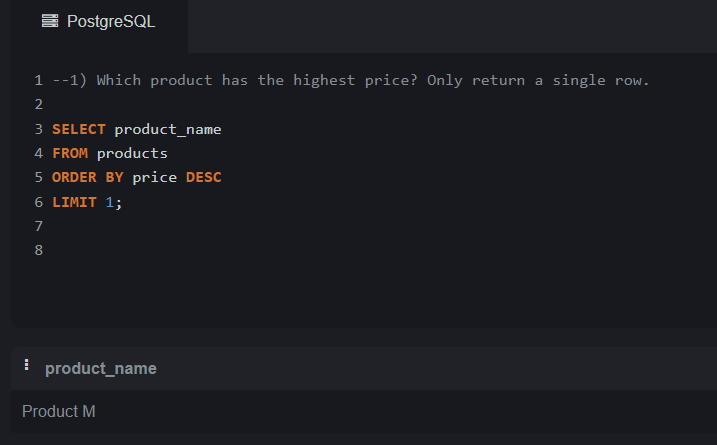 PostgreSQL
1 --1) Which product has the highest price? Only return a single row.
2
3 SELECT product_name
4 FROM products
5 ORDER BY price DESC
6 LIMIT 1;
7
8
product_name
Product M